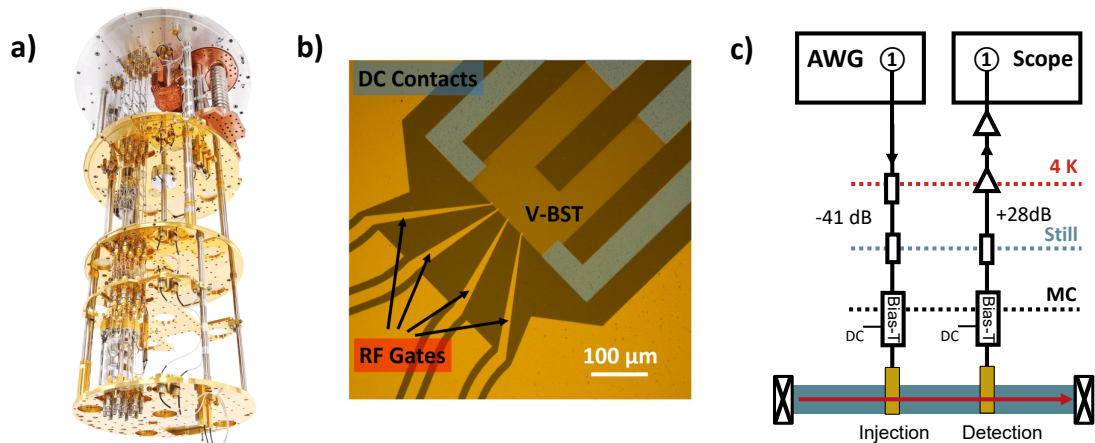 a)
b)
DC Contacts
V-BST
RF Gates
100 µm
c)
AWG
1
1
Scope
4 K
-41 dB
+28dB
Still
MC
Bias-T
Bias-T
DC
DC
Injection
Detection